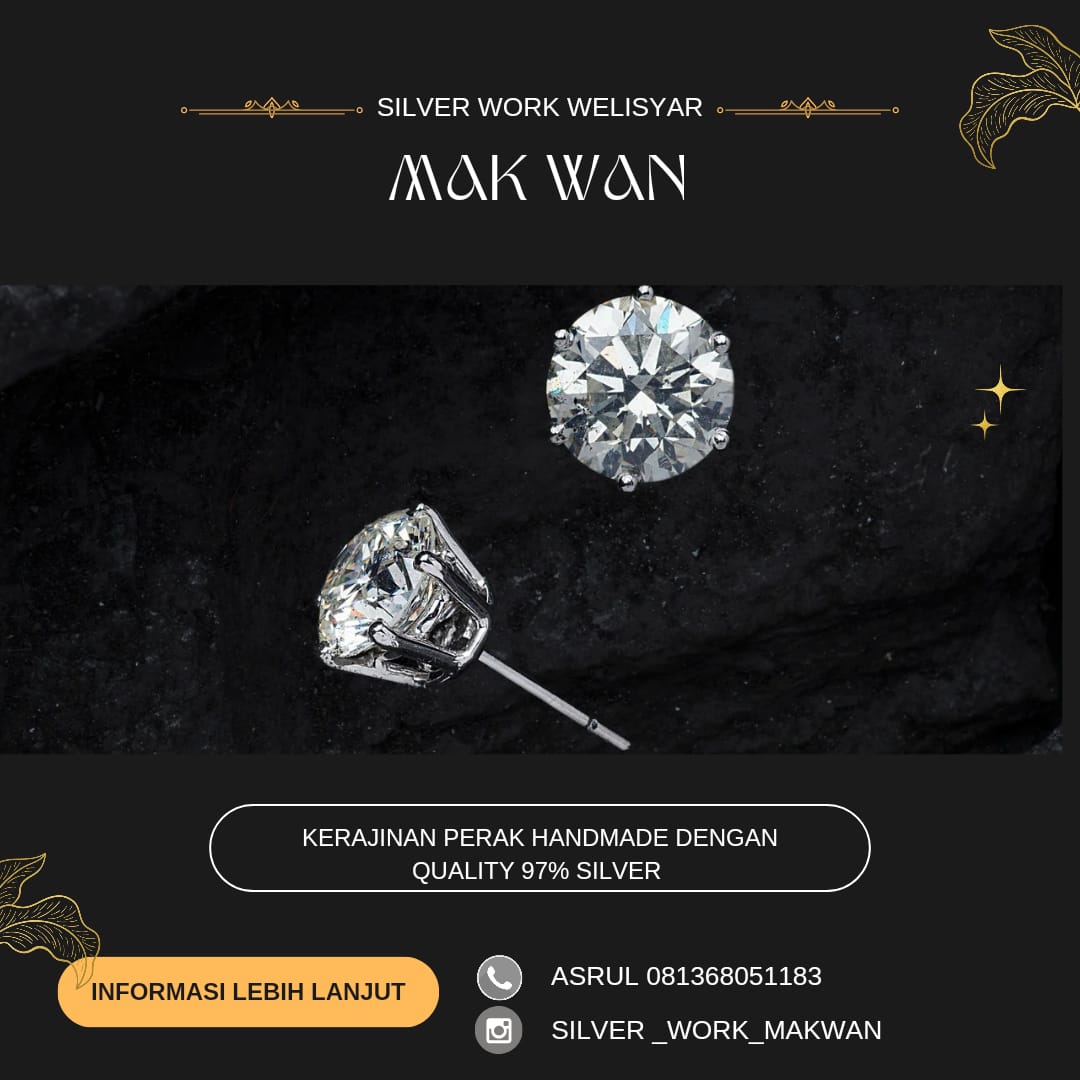 SILVER WORK WELISYAR
MAK WAN
KERAJINAN PERAK HANDMADE DENGAN
QUALITY 97% SILVER
INFORMASI LEBIH LANJUT
ASRUL 081368051183
SILVER _WORK_MAKWAN